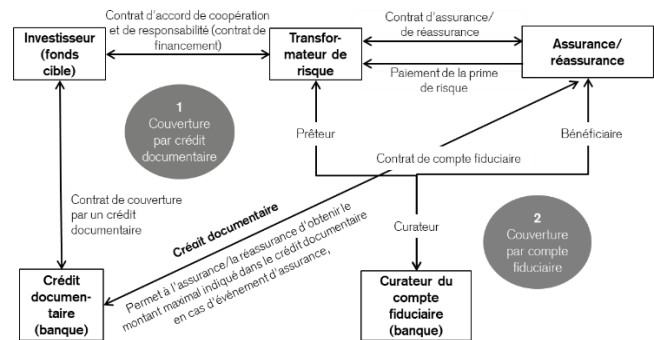 Contrat d'accord de coopération
et de responsabilité (contrat de
financement)
Contrat d'assurance/
de réassurance
Investisseur
(fonds
cible)
Transfor-
mateur de
risque
Assurance/
réassurance
Paiement de la prime
de risque
1
Couverture
par crédit
documentaire
Prêteur
Bénéficiaire
Contrat de compte fiduciaire
Contrat de couverture
par un crédit
documentaire
Crédit documentaire
Permet à l'assurance/la réassurance d'obtenir le
montant maximal indiqué dans le crédit documentaire
en cas d'événement d'assurance,
Curateur
2
Couverture
par compte
fiduciaire
Crédit
documen-
taire
(banque)
Curateur du
compte
fiduciaire
(banque)